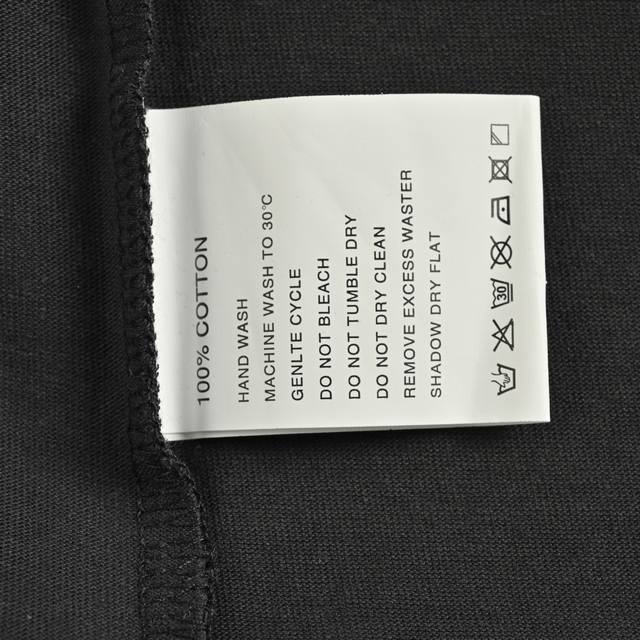 100% COTTON
HAND WASH
MACHINE WASH TO 30°C
GENLTE CYCLE
DO NOT BLEACH
DO NOT TUMBLE DRY
DO NOT DRY CLEAN
REMOVE EXCESS WASTER
SHADOW DRY FLAT
30